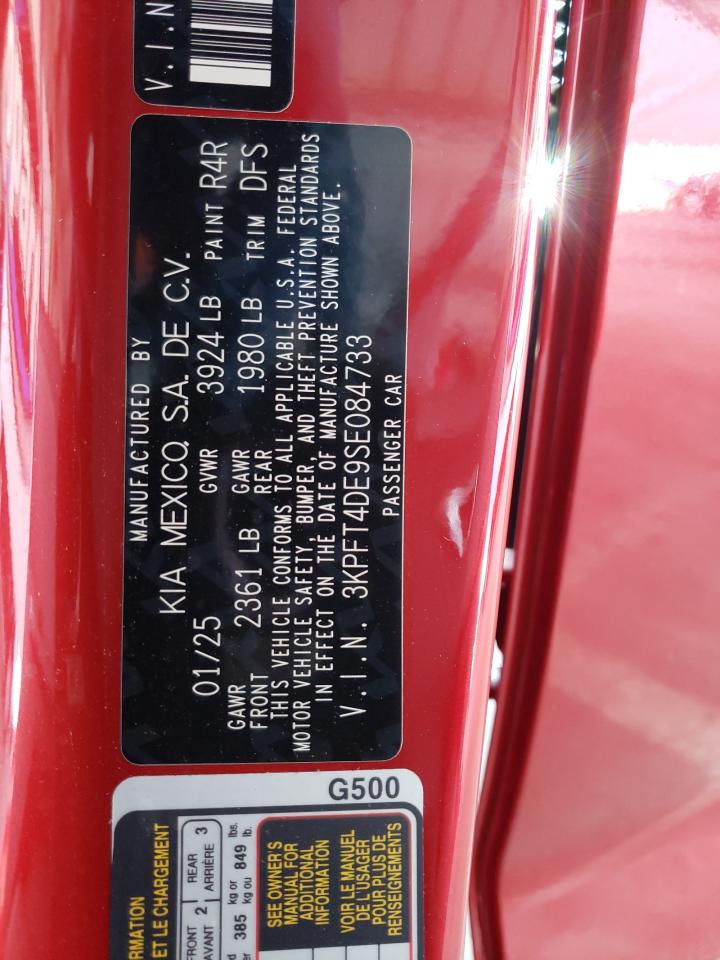 V.I.N
MANUFACTURED BY
KIA MEXICO, S.A. DE C.V.
01/25 GVWR 3924 LB PAINT R4R
GAWR FRONT 2361 LB GAWR REAR 1980 LB TRIM DFS
THIS VEHICLE CONFORMS TO ALL APPLICABLE U.S.A. FEDERAL
MOTOR VEHICLE SAFETY, BUMPER, AND THEFT PREVENTION STANDARDS
IN EFFECT ON THE DATE OF MANUFACTURE SHOWN ABOVE.
V.I.N. 3KPFT4DE9SE084733
PASSENGER CAR
G500
RMATION
ET LE CHARGEMENT
FRONT 2 REAR 3
AVANT ARRIÈRE
385 kg or 849 lbs.
kg ou lb.
SEE OWNER'S
MANUAL FOR
ADDITIONAL
INFORMATION
VOIR LE MANUEL
DE L'USAGER
POUR PLUS DE
RENSEIGNEMENTS